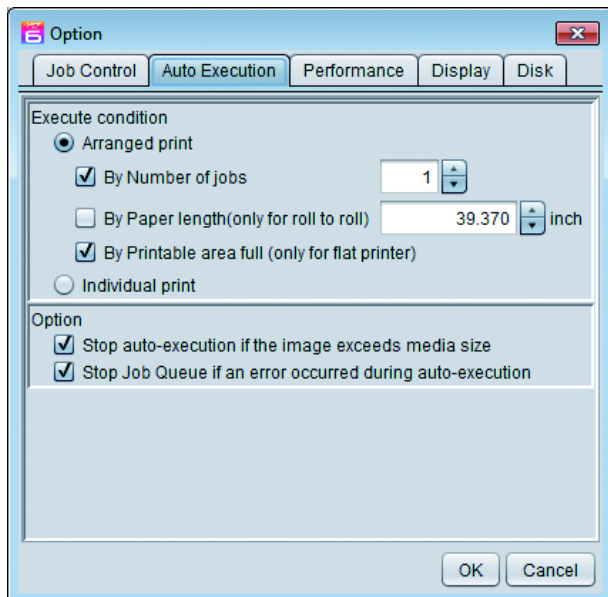 6 Option
Job Control Auto Execution Performance Display Disk
Execute condition
Arranged print
By Number of jobs 1
By Paper length(only for roll to roll) 39.370 inch
By Printable area full (only for flat printer)
Individual print
Option
Stop auto-execution if the image exceeds media size
Stop Job Queue if an error occurred during auto-execution
OK Cancel